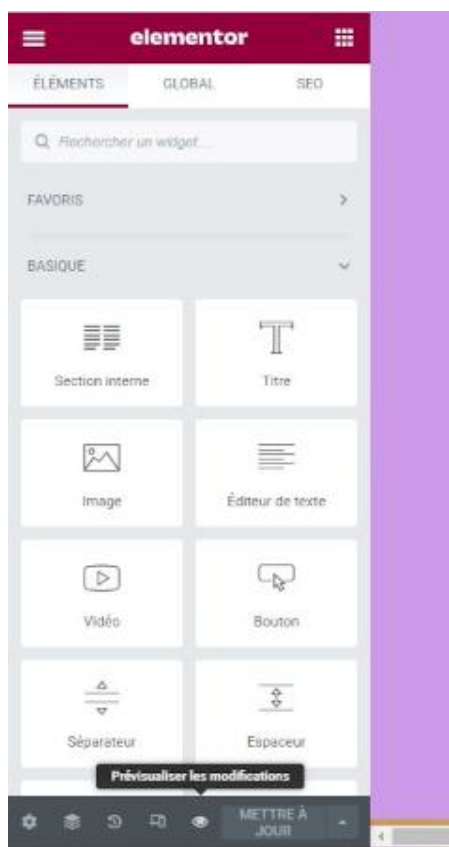 elementor
ÉLÉMENTS GLOBAL SEO
Rechercher un widget...
FAVORIS
BASIQUE
Section interne Titre
Image Éditeur de texte
Vidéo Bouton
Séparateur Espaceur
Prévisualiser les modifications
METTRE À
JOUR